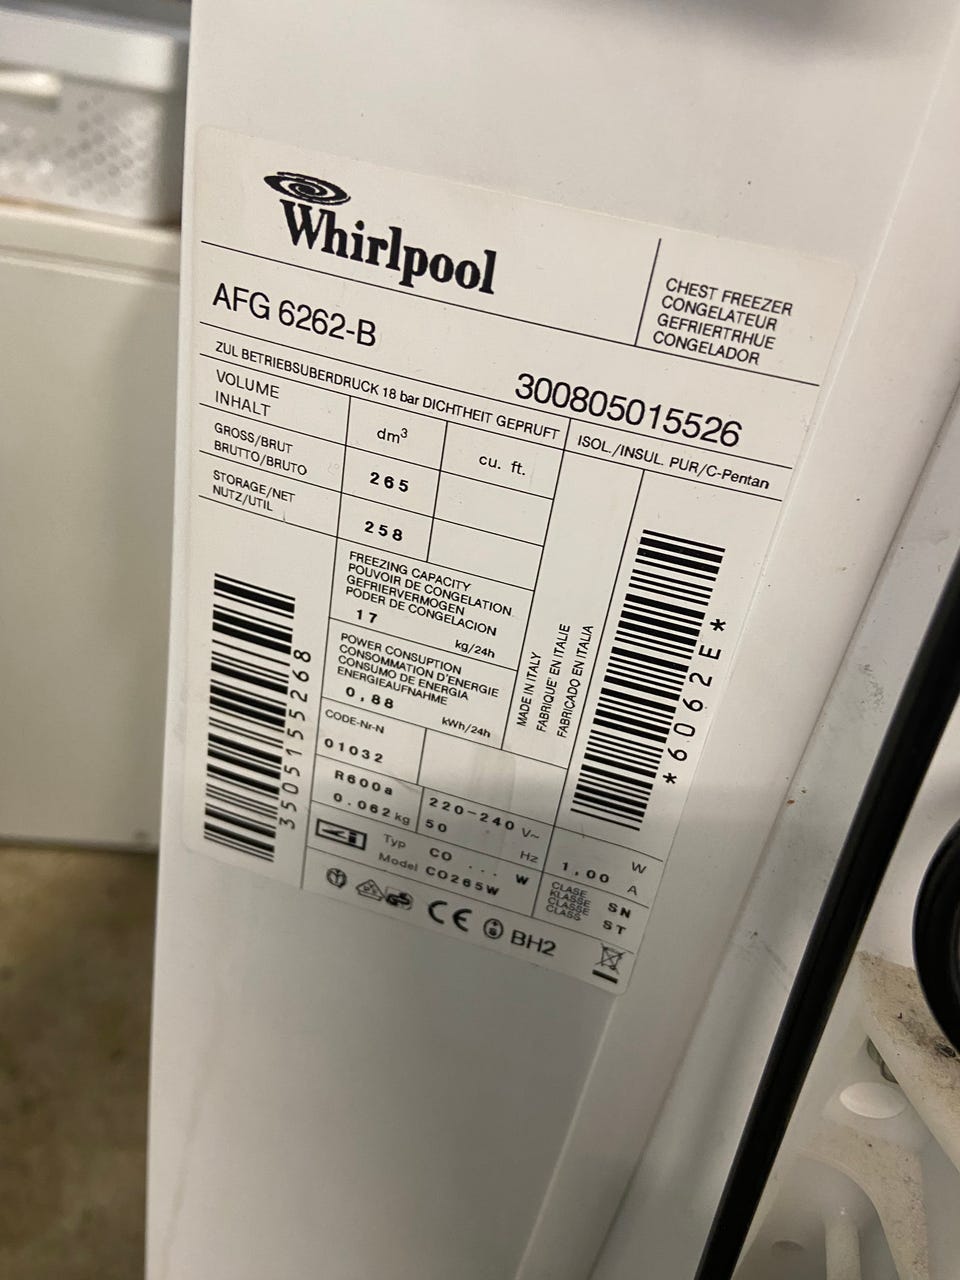 Whirlpool
CHEST FREEZER
CONGELATEUR
GEFRIERTRHUE
CONGELADOR
AFG 6262-B
300805015526
ZUL BETRIEBSUBERDRUCK 18 bar DICHTHEIT GEPRUFT
ISOL./INSUL. PUR/C-Pentan
VOLUME
INHALT
dm³
cu. ft.
GROSS/BRUT
BRUTTO/BRUTO
265
STORAGE/NET
NUTZ/UTIL
258
FREEZING CAPACITY
POUVOIR DE CONGELATION
GEFRIERVERMOGEN
PODER DE CONGELACION
17
kg/24h
POWER CONSUPTION
CONSOMMATION D'ENERGIE
CONSUMO DE ENERGIA
ENERGIEAUFNAHME
0,88
kWh/24h
MADE IN ITALY
FABRIQUE' EN ITALIE
FABRICADO EN ITALIA
*6062E*
350515515268
CODE-Nr-N
01032
R600a
0.062 kg
220-240 V~
50 Hz
W
1,00 A
Typ CO .... W
Model CO265W
CLASE
KLASSE
CLASSE
CLASS
SN
ST
CE
BH2